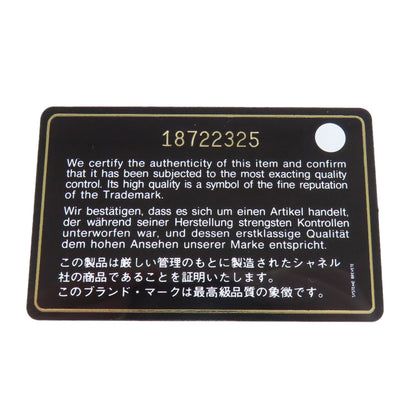 18722325
We certify the authenticity of this item and confirm
that it has been subjected to the most exacting quality
control. Its high quality is a symbol of the fine reputation
of the Trademark.
Wir bestätigen, dass es sich um einen Artikel handelt,
der während seiner Herstellung strengsten Kontrollen
unterworfen war, und dessen erstklassige Qualität
dem hohen Ansehen unserer Marke entspricht.
この製品は厳しい管理のもとに製造されたシャネル
社の商品であることを証明いたします。
このブランド・マークは最高級品質の象徴です。
SYSTEME BREVETE